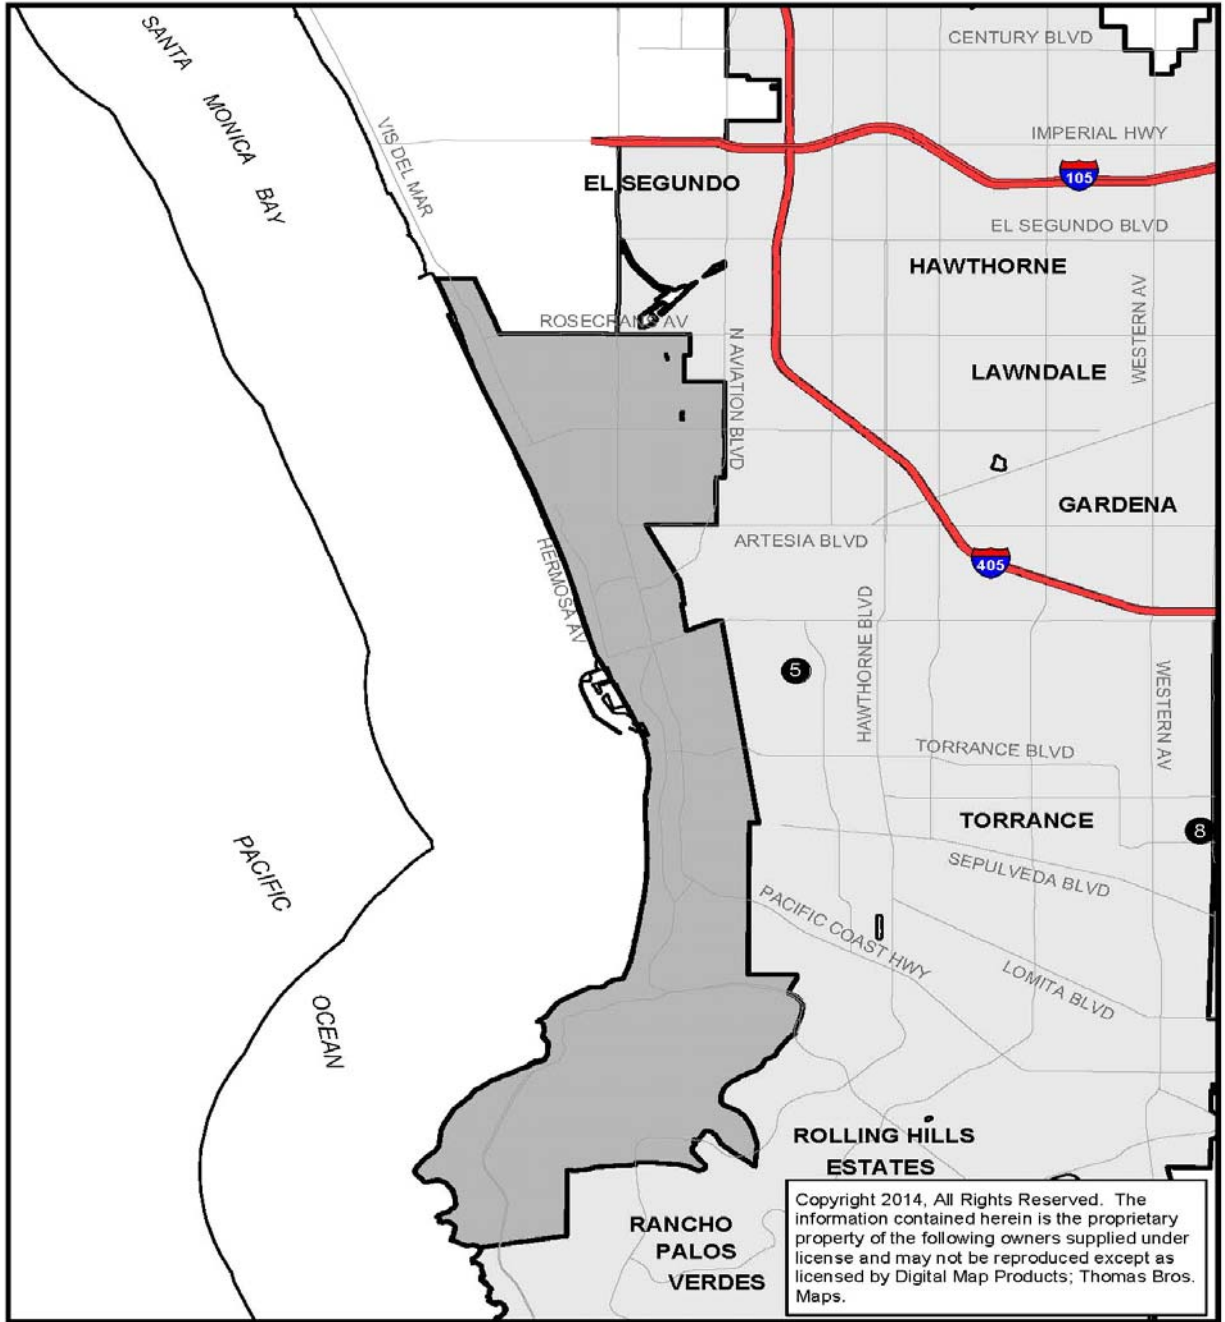 SANTA
MONICA
BAY
VIS DEL MAR
CENTURY BLVD
IMPERIAL HWY
105
EL SEGUNDO
EL SEGUNDO BLVD
HAWTHORNE
WESTERN AV
ROSECRANS AV
N AVIATION BLVD
LAWNDALE
GARDENA
ARTESIA BLVD
405
HERMOSA AV
HAWTHORNE BLVD
5
WESTERN AV
TORRANCE BLVD
TORRANCE
8
SEPULVEDA BLVD
PACIFIC
OCEAN
PACIFIC COAST HWY
LOMITA BLVD
ROLLING HILLS
ESTATES
RANCHO
PALOS
VERDES
Copyright 2014, All Rights Reserved. The
information contained herein is the proprietary
property of the following owners supplied under
license and may not be reproduced except as
licensed by Digital Map Products; Thomas Bros.
Maps.